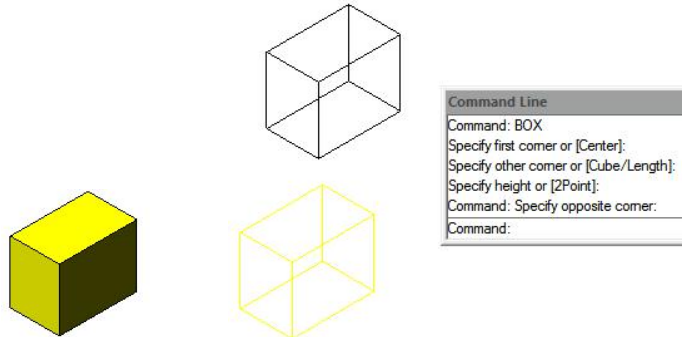 Command Line
Command: BOX
Specify first corner or [Center]:
Specify other corner or [Cube/Length]:
Specify height or [2Point]:
Command: Specify opposite corner:
Command: